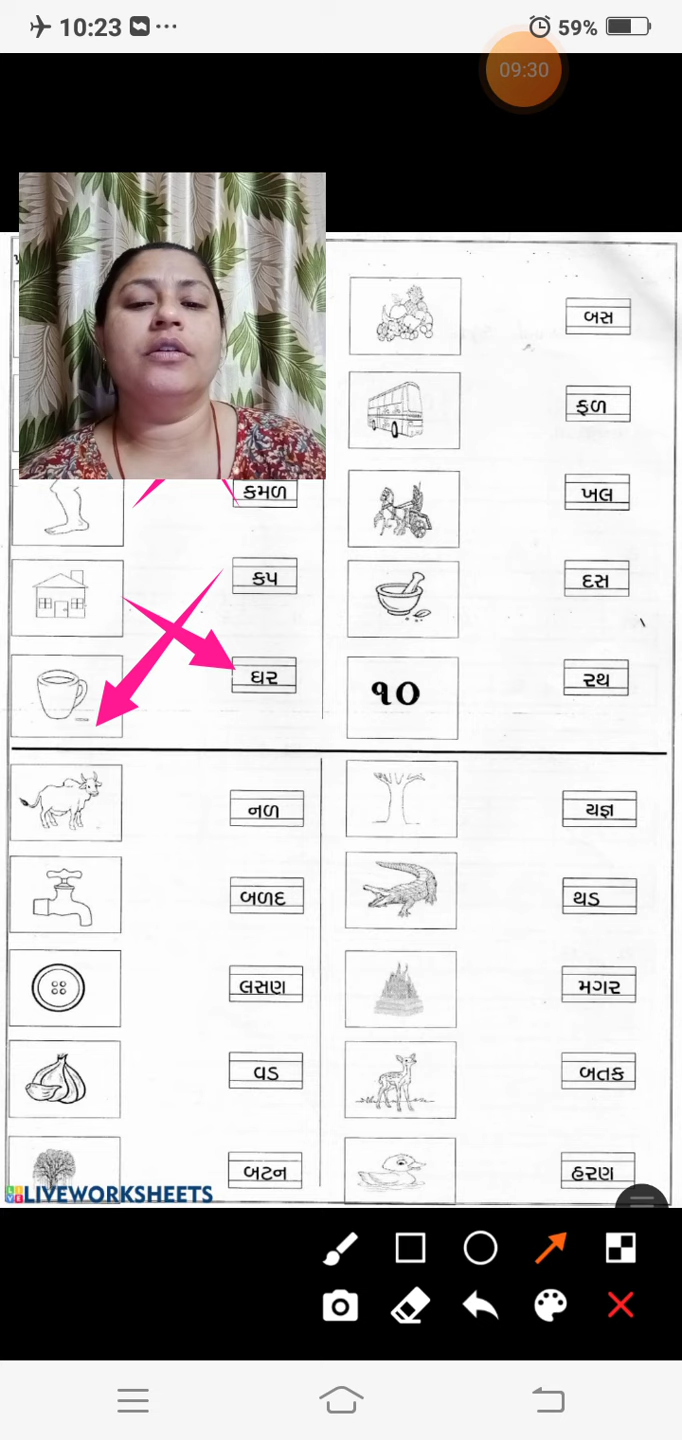 10:23
59%
09:30
બસ
ફળ
કમળ
ખલ
કપ
દસ
ઘર
૧૦
રથ
નળ
યજ્ઞ
બળદ
થડ
લસણ
મગર
વડ
બતક
બટન
હરણ
LIVEWORKSHEETS